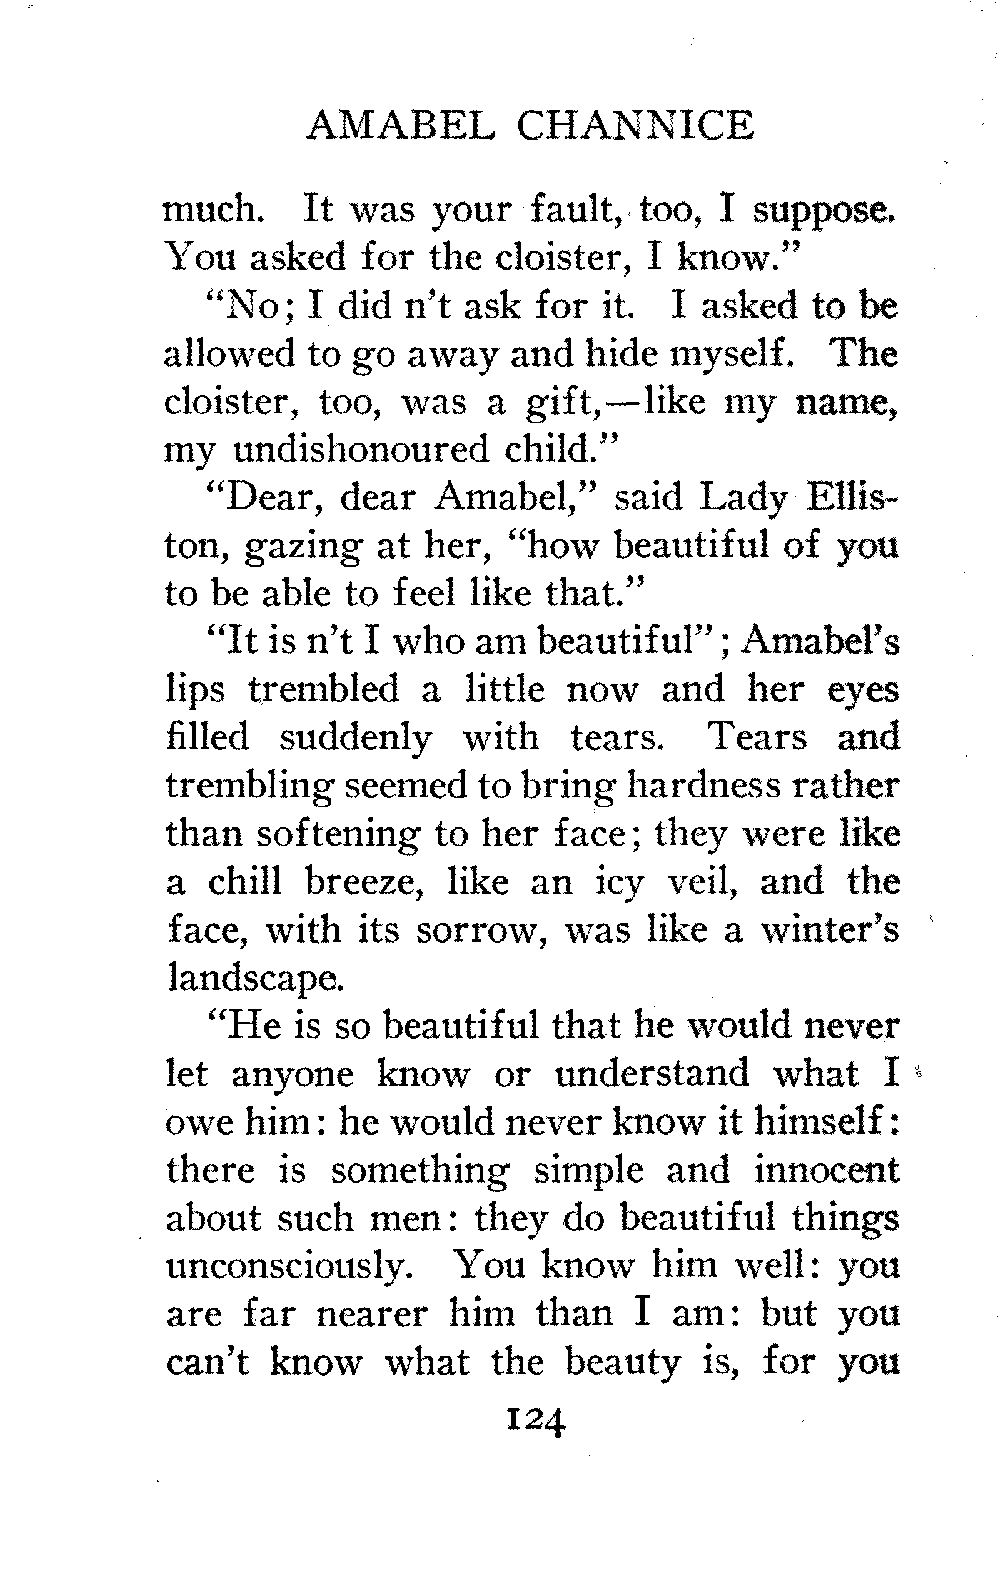 AMABEL CHANNICE
much. It was your fault, too, I suppose.
You asked for the cloister, I know."
"No; I did n't ask for it. I asked to be
allowed to go away and hide myself. The
cloister, too, was a gift,—like my name,
my undishonoured child."
"Dear, dear Amabel," said Lady Ellis-
ton, gazing at her, "how beautiful of you
to be able to feel like that."
"It is n't I who am beautiful"; Amabel's
lips trembled a little now and her eyes
filled suddenly with tears. Tears and
trembling seemed to bring hardness rather
than softening to her face; they were like
a chill breeze, like an icy veil, and the
face, with its sorrow, was like a winter's
landscape.
"He is so beautiful that he would never
let anyone know or understand what I
owe him: he would never know it himself:
there is something simple and innocent
about such men: they do beautiful things
unconsciously. You know him well: you
are far nearer him than I am: but you
can't know what the beauty is, for you
124